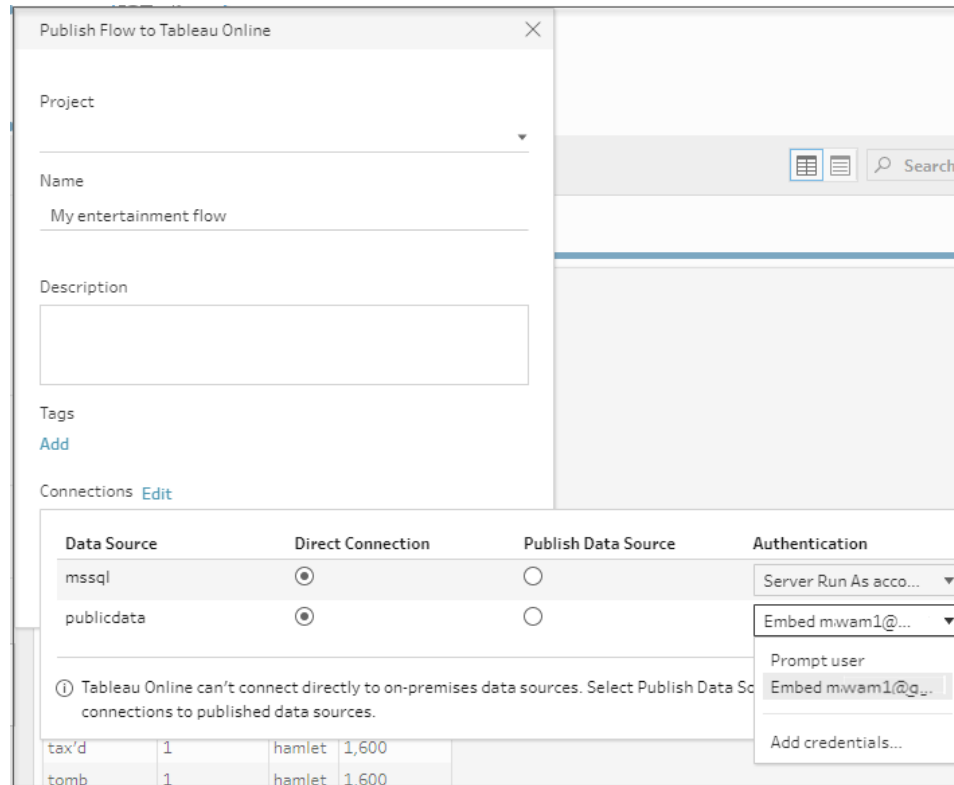 Publish Flow to Tableau Online
Project
Search
Name
My entertainment flow
Description
Tags
Add
Connections Edit
Data Source Direct Connection Publish Data Source Authentication
mssql Server Run As acco...
publicdata Embed miwam1@...
Prompt user
Embed miwam1@g...
Add credentials...
Tableau Online can't connect directly to on-premises data sources. Select Publish Data
connections to published data sources.
tax'd 1 hamlet 1,600
tomb 1 hamlet 1,600